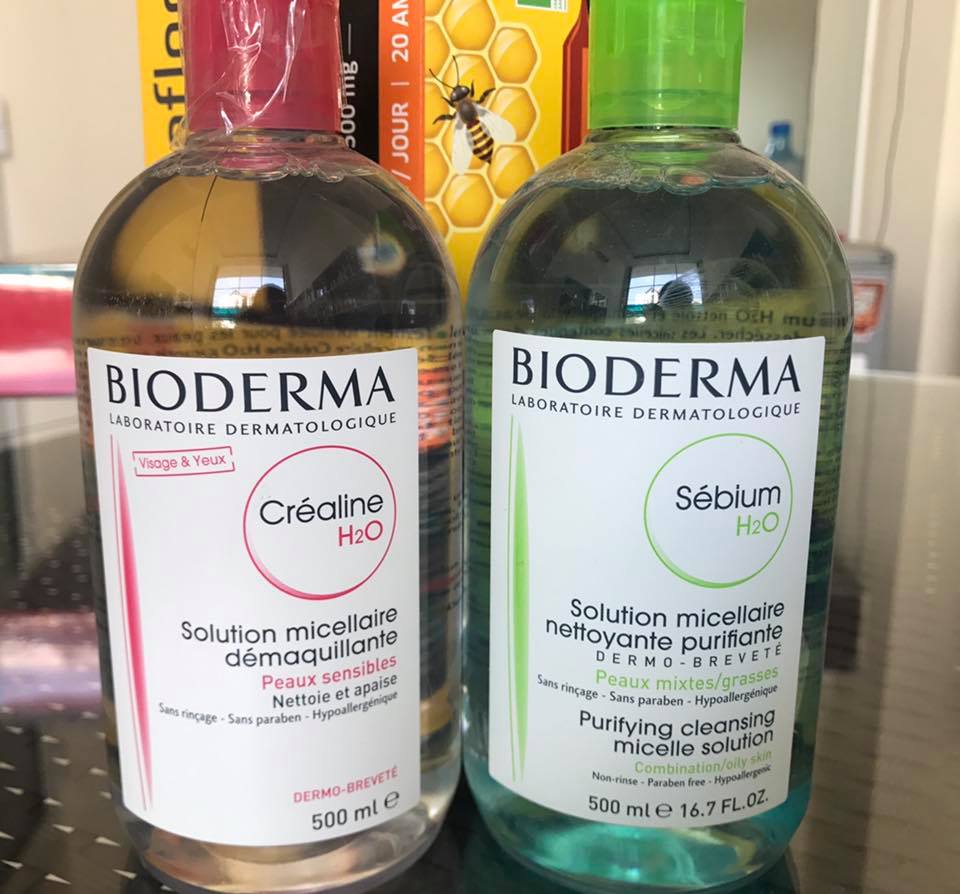 500 mg
/ JOUR | 20 AM
BIODERMA
LABORATOIRE DERMATOLOGIQUE
Visage & Yeux
Créaline
H2O
Solution micellaire
démaquillante
Peaux sensibles
Nettoie et apaise
Sans rinçage - Sans paraben - Hypoallergénique
DERMO-BREVETÉ
500 ml e
BIODERMA
LABORATOIRE DERMATOLOGIQUE
Sébium
H2O
Solution micellaire
nettoyante purifiante
DERMO-BREVETÉ
Peaux mixtes/grasses
Sans rinçage - Sans paraben - Hypoallergénique
Purifying cleansing
micelle solution
Combination/oily skin
Non-rinse - Paraben free - Hypoallergenic
500 ml e 16.7 FL.OZ.